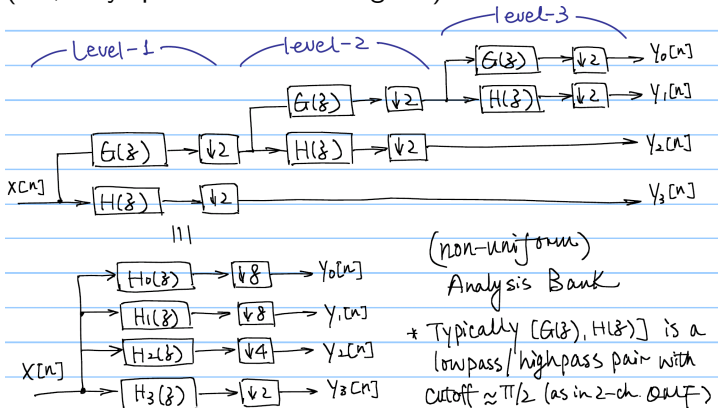 Level-1 level-2 level-3
G(z) ↓2 Y0[n]
G(z) ↓2 H(z) ↓2 Y1[n]
G(z) ↓2 H(z) ↓2 Y2[n]
X[n] H(z) ↓2 Y3[n]
|||
H0(z) ↓8 Y0[n]
H1(z) ↓8 Y1[n]
H2(z) ↓4 Y2[n]
X[n] H3(z) ↓2 Y3[n]
(non-uniform)
Analysis Bank
* Typically [G(z), H(z)] is a
lowpass/highpass pair with
cutoff ≈ π/2 (as in 2-ch. QMF)